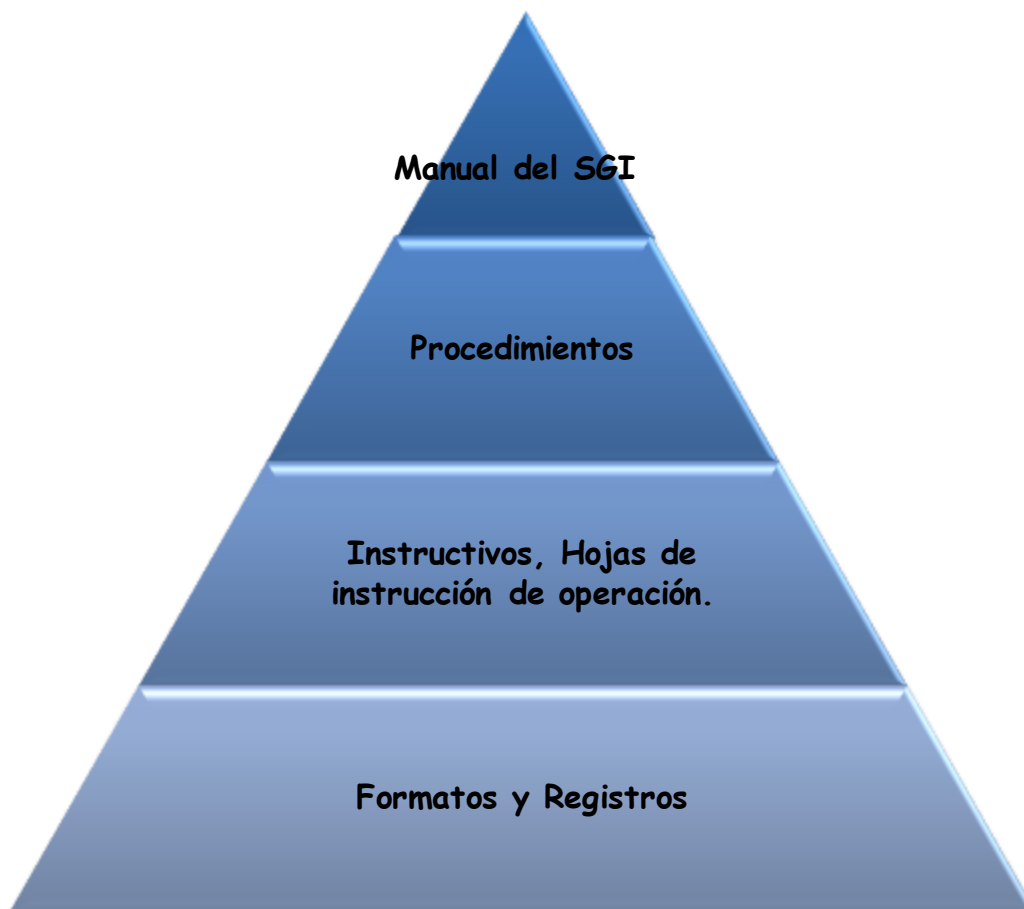 Manual del SGI
Procedimientos
Instructivos, Hojas de
instrucción de operación.
Formatos y Registros